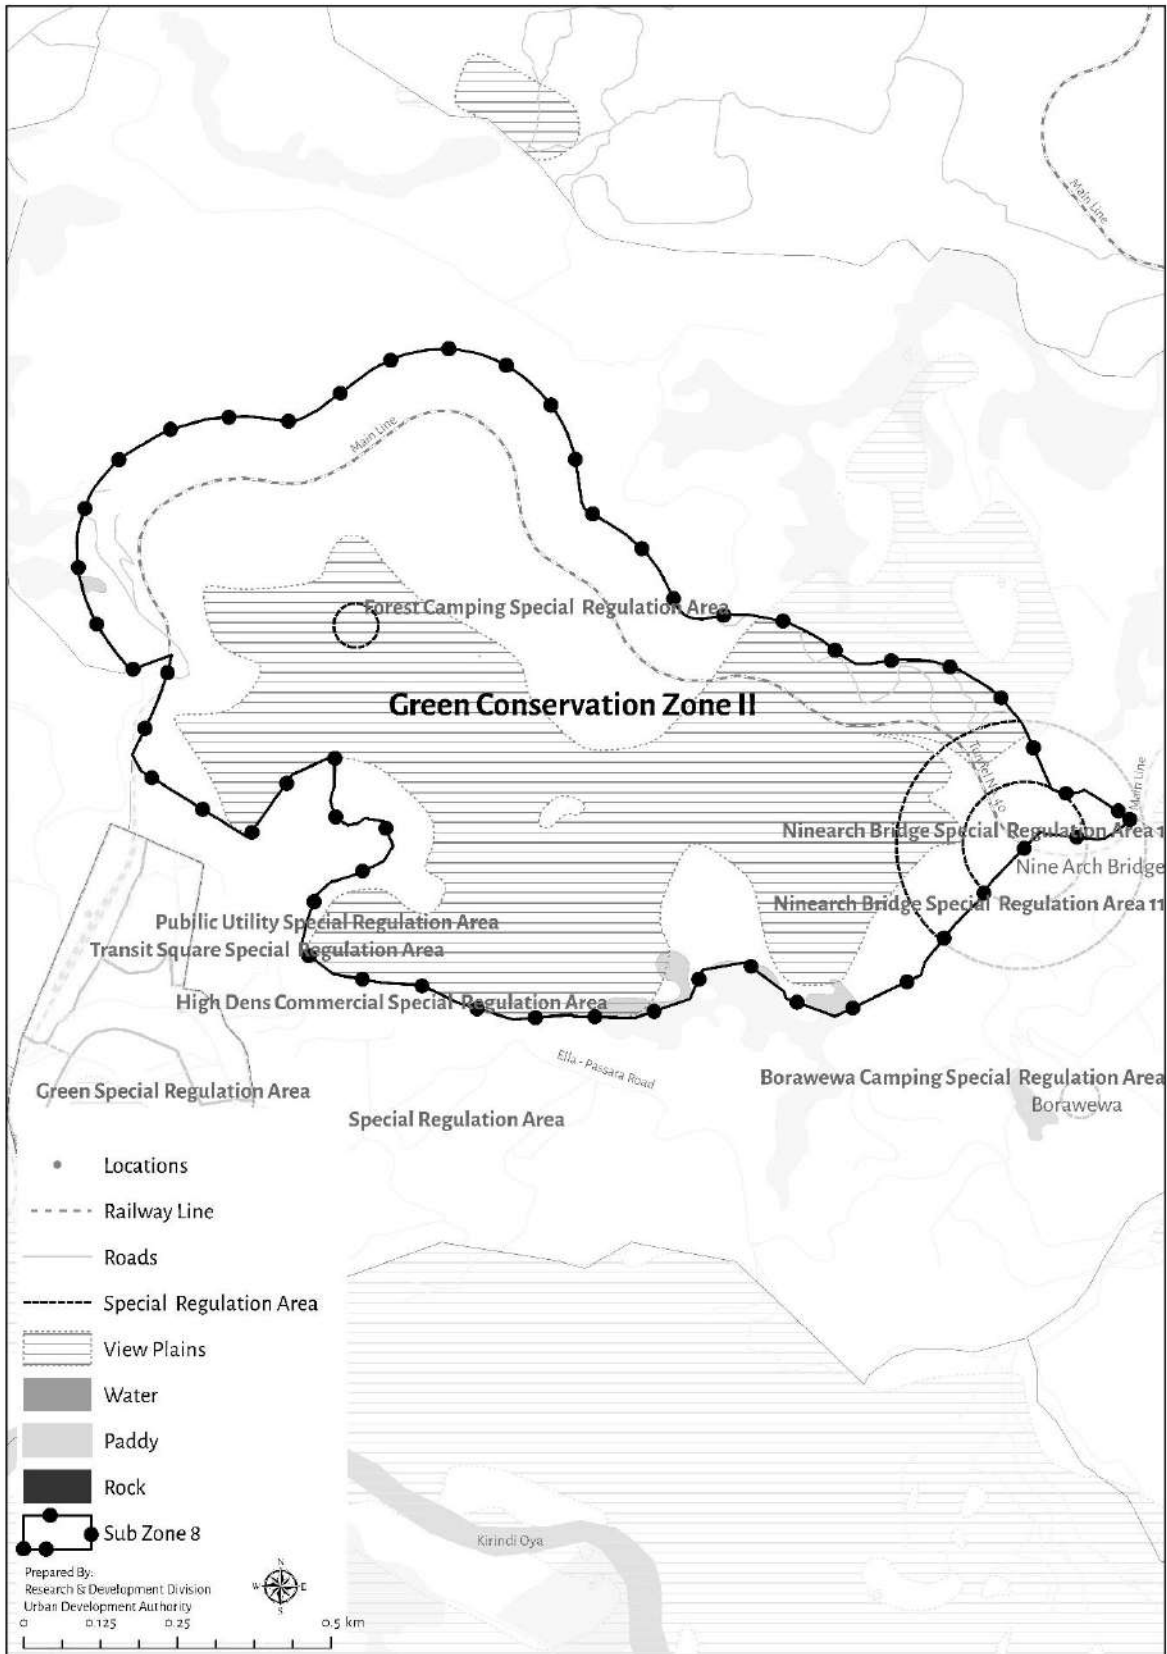 Main Line
Main Line
Forest Camping Special Regulation Area
Green Conservation Zone II
Tunnel No 40
Main Line
Ninearch Bridge Special Regulation Area 1
Nine Arch Bridge
Ninearch Bridge Special Regulation Area 11
Public Utility Special Regulation Area
Transit Square Special Regulation Area
High Dens Commercial Special Regulation Area
Ella - Passara Road
Borawewa Camping Special Regulation Area
Green Special Regulation Area
Borawewa
Special Regulation Area
Locations
Railway Line
Roads
Special Regulation Area
View Plains
Water
Paddy
Rock
Sub Zone 8
Kirindi Oya
Prepared By:
Research & Development Division
Urban Development Authority
N
W E
S
0 0.125 0.25 0.5 km